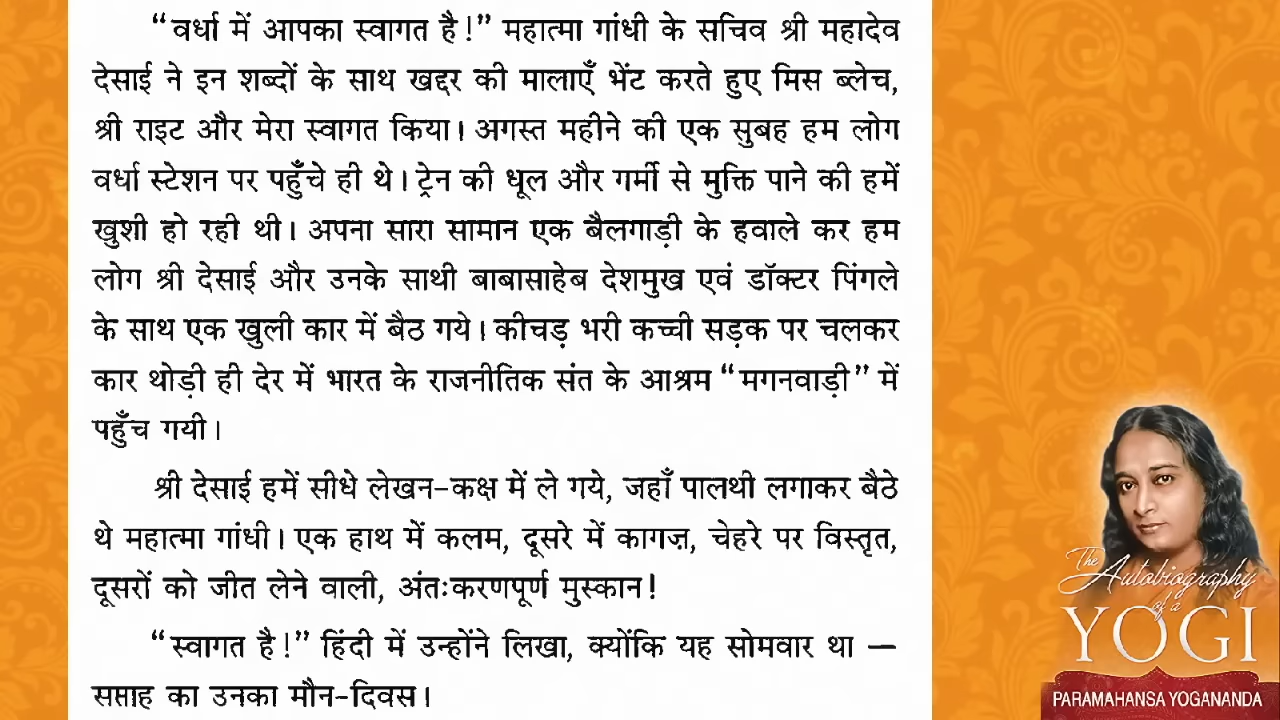 “वर्धा में आपका स्वागत है!” महात्मा गांधी के सचिव श्री महादेव
देसाई ने इन शब्दों के साथ खद्दर की मालाएँ भेंट करते हुए मिस ब्लेच,
श्री राइट और मेरा स्वागत किया। अगस्त महीने की एक सुबह हम लोग
वर्धा स्टेशन पर पहुँचे ही थे। ट्रेन की धूल और गर्मी से मुक्ति पाने की हमें
खुशी हो रही थी। अपना सारा सामान एक बैलगाड़ी के हवाले कर हम
लोग श्री देसाई और उनके साथी बाबासाहेब देशमुख एवं डॉक्टर पिंगले
के साथ एक खुली कार में बैठ गये। कीचड़ भरी कच्ची सड़क पर चलकर
कार थोड़ी ही देर में भारत के राजनीतिक संत के आश्रम “मगनवाड़ी” में
पहुँच गयी।
श्री देसाई हमें सीधे लेखन-कक्ष में ले गये, जहाँ पालथी लगाकर बैठे
थे महात्मा गांधी। एक हाथ में कलम, दूसरे में कागज़, चेहरे पर विस्तृत,
दूसरों को जीत लेने वाली, अंतःकरणपूर्ण मुस्कान!
“स्वागत है!” हिंदी में उन्होंने लिखा, क्योंकि यह सोमवार था —
सप्ताह का उनका मौन-दिवस।
The Autobiography
of a
YOGI
PARAMAHANSA YOGANANDA